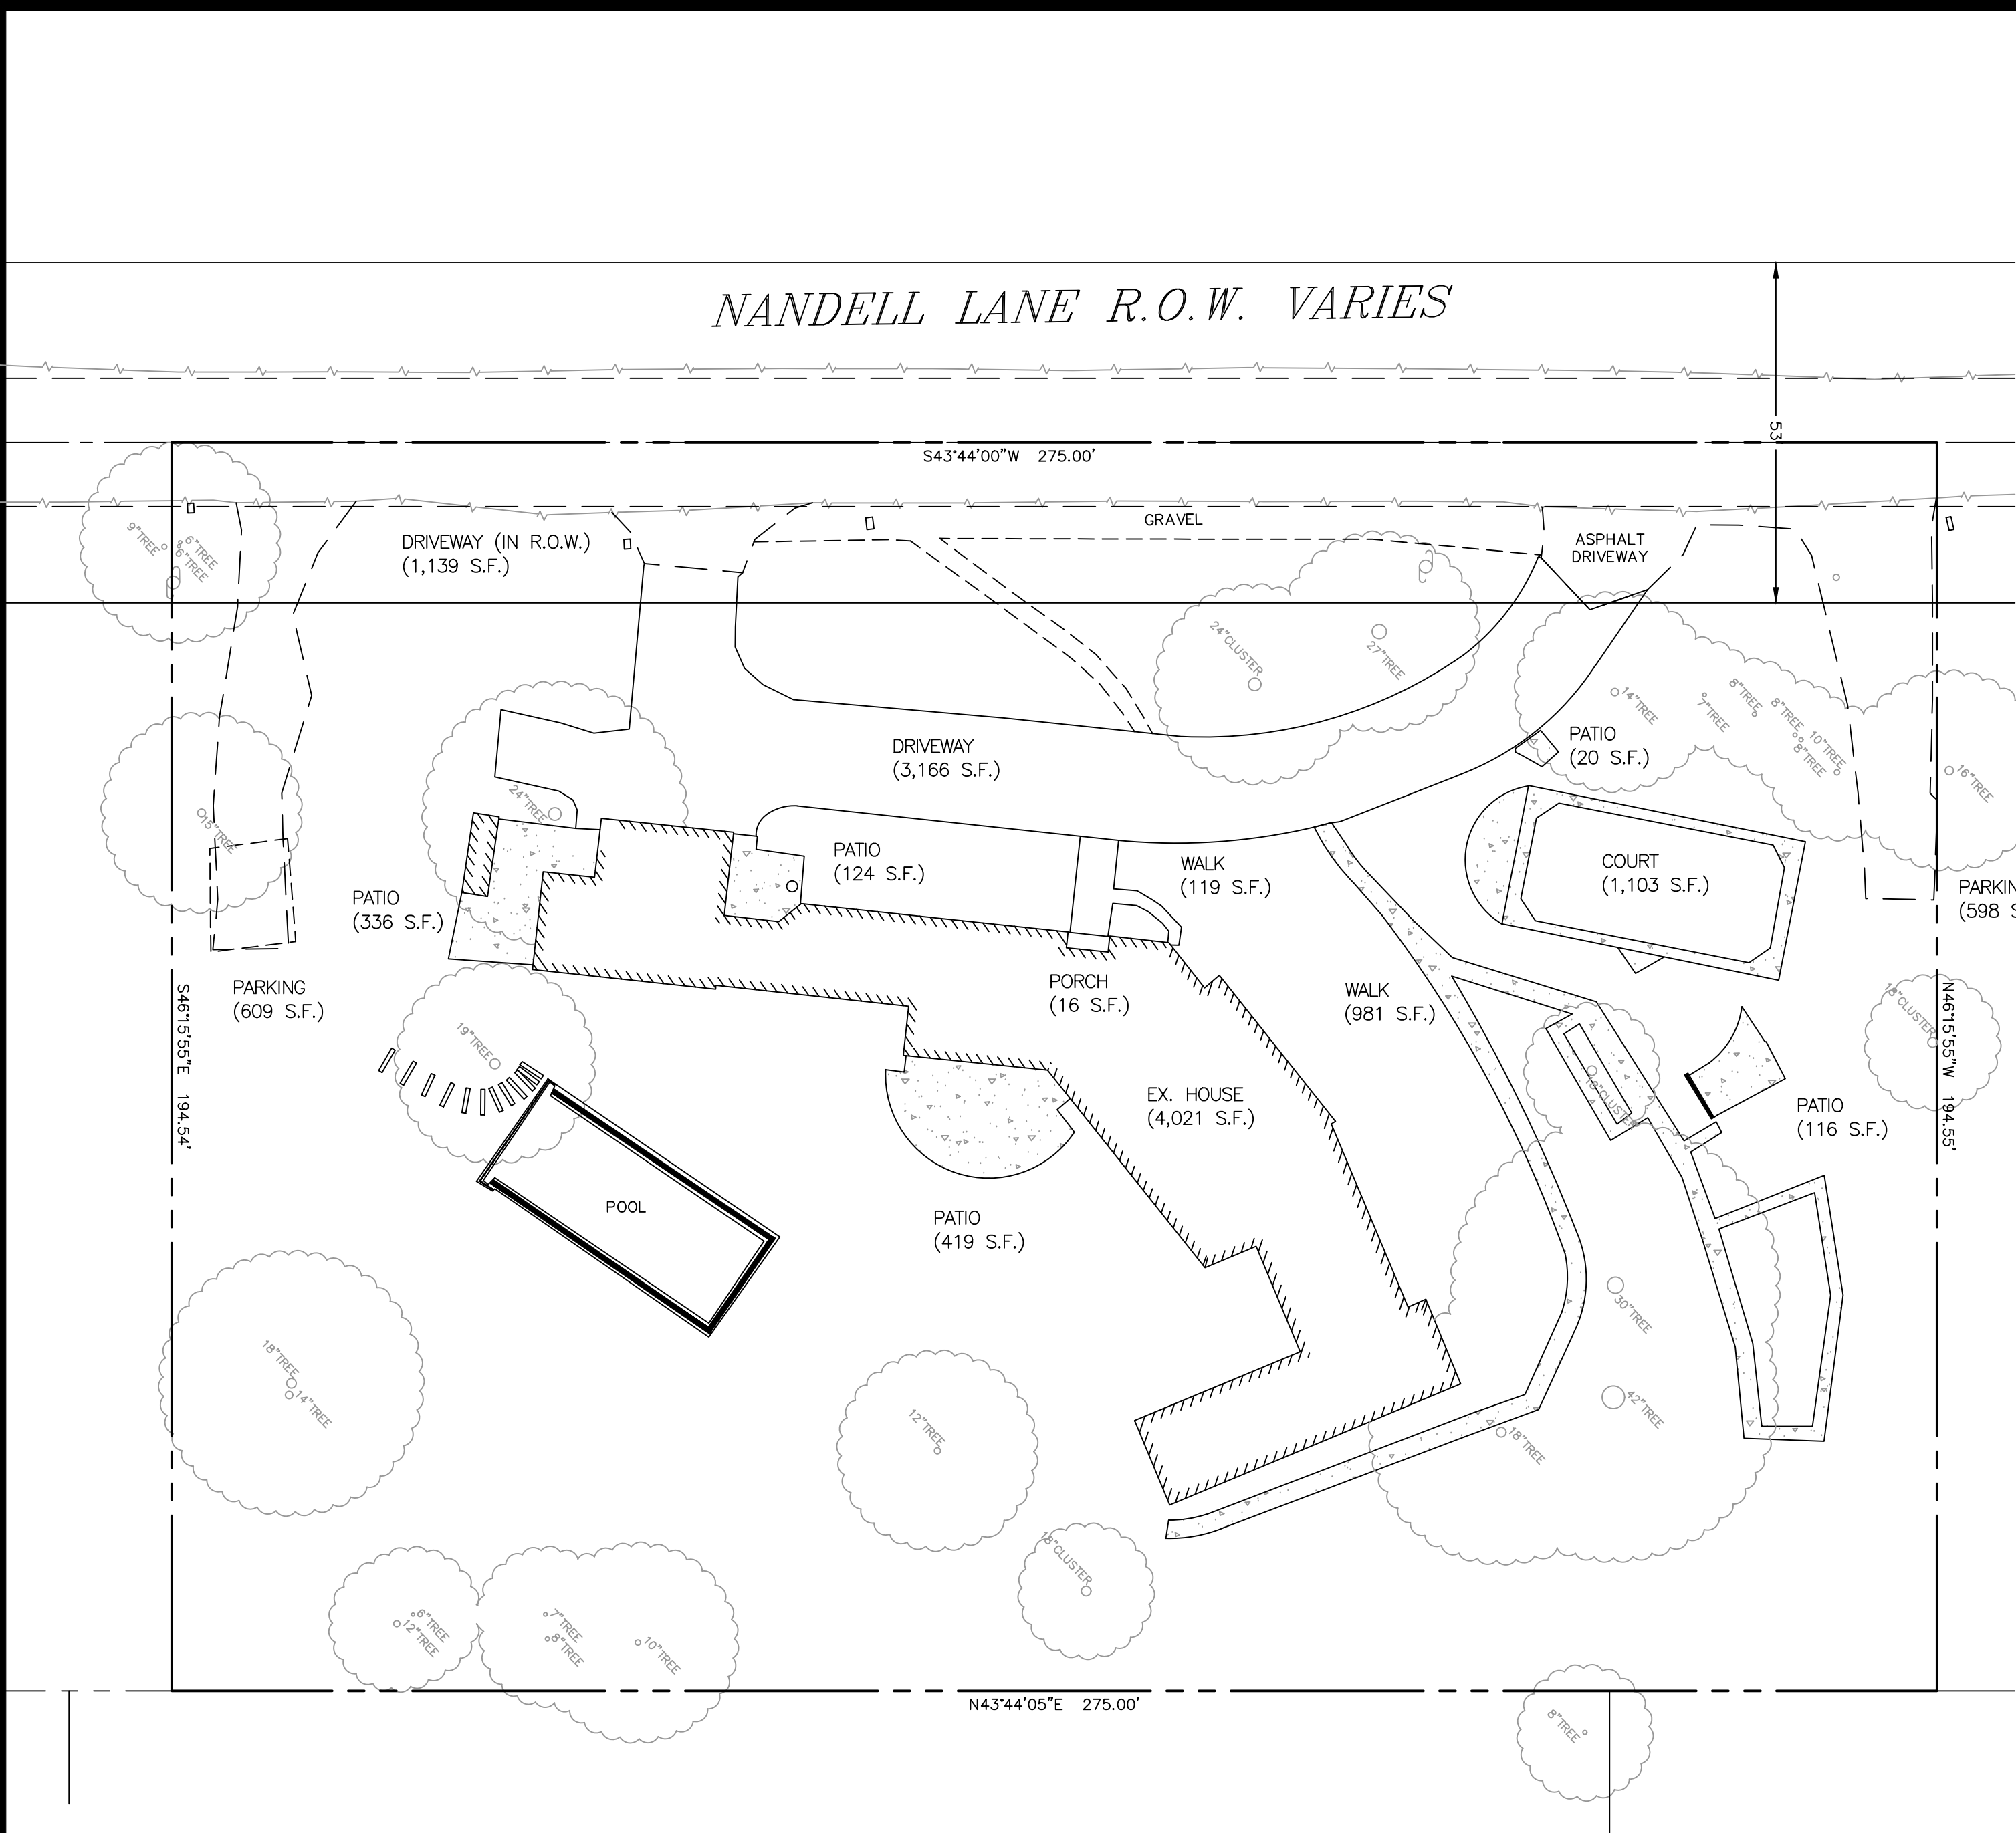 NANDELL LANE R.O.W. VARIES
53'
S43°44'00"W 275.00'
GRAVEL
DRIVEWAY (IN R.O.W.)
(1,139 S.F.)
ASPHALT
DRIVEWAY
9"TREE
6"TREE
6"TREE
24"CLUSTER
27"TREE
14"TREE
7"TREE
8"TREE
8"TREE
10"TREE
8"TREE
16"TREE
DRIVEWAY
(3,166 S.F.)
PATIO
(20 S.F.)
24"TREE
15"TREE
PATIO
(124 S.F.)
WALK
(119 S.F.)
COURT
(1,103 S.F.)
PATIO
(336 S.F.)
PARKIN
(598 S
PARKING
(609 S.F.)
PORCH
(16 S.F.)
WALK
(981 S.F.)
18"CLUSTER
S46°15'55"E 194.54'
N46°15'55"W 194.55'
19"TREE
EX. HOUSE
(4,021 S.F.)
18"CLUSTER
PATIO
(116 S.F.)
POOL
PATIO
(419 S.F.)
30"TREE
18"TREE
14"TREE
42"TREE
12"TREE
18"TREE
18"CLUSTER
6"TREE
12"TREE
7"TREE
8"TREE
10"TREE
N43°44'05"E 275.00'
8"TREE